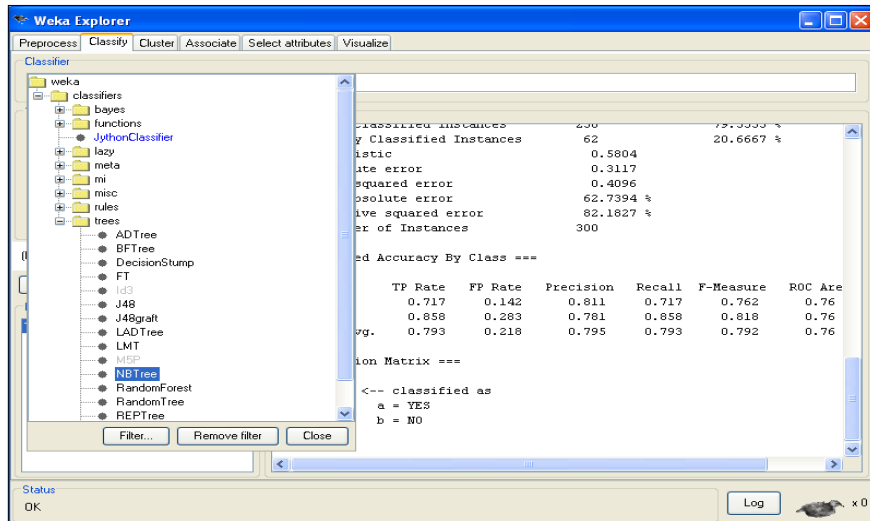 Weka Explorer
Preprocess Classify Cluster Associate Select attributes Visualize
Classifier
weka
classifiers
bayes
functions
JythonClassifier
lazy
meta
mi
misc
rules
trees
ADTree
BFTree
DecisionStump
FT
Id3
J48
J48graft
LADTree
LMT
M5P
NBTree
RandomForest
RandomTree
REPTree
Filter... Remove filter Close
Classified Instances 62 20.6667 %
istic 0.5804
ute error 0.3117
squared error 0.4096
osolute error 62.7394 %
ive squared error 82.1827 %
er of Instances 300
ed Accuracy By Class ===
TP Rate FP Rate Precision Recall F-Measure ROC Are
0.717 0.142 0.811 0.717 0.762 0.76
0.858 0.283 0.781 0.858 0.818 0.76
vg. 0.793 0.218 0.795 0.793 0.792 0.76
ion Matrix ===
<-- classified as
a = YES
b = NO
Status
OK
Log
x 0